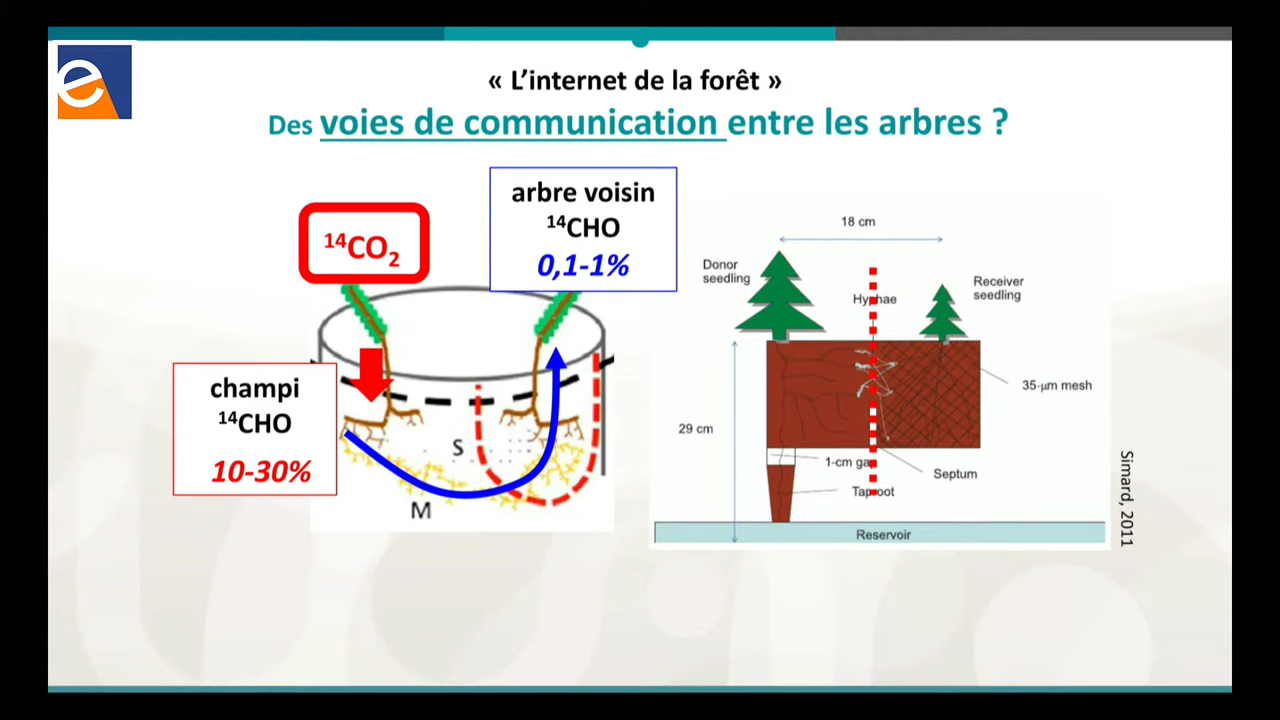 « L'internet de la forêt »
Des voies de communication entre les arbres ?
¹⁴CO₂
arbre voisin
¹⁴CHO
0,1-1%
champi
¹⁴CHO
10-30%
S
M
18 cm
Donor
seedling
Hyphae
Receiver
seedling
35-μm mesh
29 cm
1-cm gap
Septum
Taproot
Reservoir
Simard, 2011
e